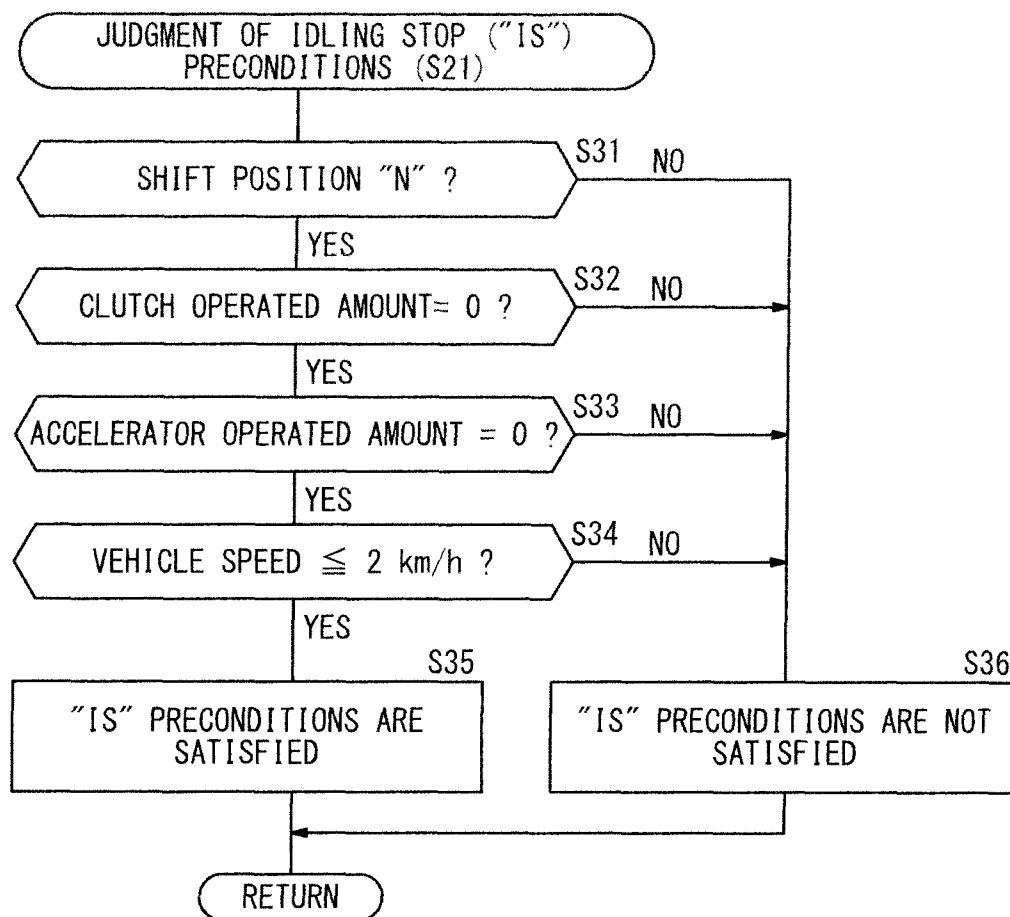 JUDGMENT OF IDLING STOP ("IS")
PRECONDITIONS (S21)
S31
NO
SHIFT POSITION "N" ?
YES
S32
NO
CLUTCH OPERATED AMOUNT= 0 ?
YES
S33
NO
ACCELERATOR OPERATED AMOUNT = 0 ?
YES
S34
NO
VEHICLE SPEED ≦ 2 km/h ?
YES
S35
"IS" PRECONDITIONS ARE
SATISFIED
S36
"IS" PRECONDITIONS ARE NOT
SATISFIED
RETURN